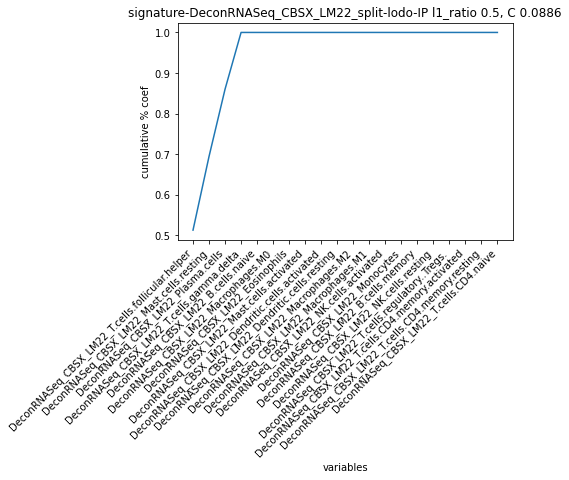 signature-DeconRNASeq_CBSX_LM22_split-lodo-IP l1_ratio 0.5, C 0.0886
cumulative % coef
1.0
0.9
0.8
0.7
0.6
0.5
DeconRNASeq_CBSX_LM22_T.cells.follicular.helper
DeconRNASeq_CBSX_LM22_Mast.cells.resting
DeconRNASeq_CBSX_LM22_Plasma.cells
DeconRNASeq_CBSX_LM22_T.cells.gamma.delta
DeconRNASeq_CBSX_LM22_B.cells.naive
DeconRNASeq_CBSX_LM22_Macrophages.M0
DeconRNASeq_CBSX_LM22_Eosinophils
DeconRNASeq_CBSX_LM22_Mast.cells.activated
DeconRNASeq_CBSX_LM22_Dendritic.cells.activated
DeconRNASeq_CBSX_LM22_Dendritic.cells.resting
DeconRNASeq_CBSX_LM22_Macrophages.M2
DeconRNASeq_CBSX_LM22_Macrophages.M1
DeconRNASeq_CBSX_LM22_NK.cells.activated
DeconRNASeq_CBSX_LM22_Monocytes
DeconRNASeq_CBSX_LM22_B.cells.memory
DeconRNASeq_CBSX_LM22_NK.cells.resting
DeconRNASeq_CBSX_LM22_T.cells.regulatory..Tregs.
DeconRNASeq_CBSX_LM22_T.cells.CD4.memory.activated
DeconRNASeq_CBSX_LM22_T.cells.CD4.memory.resting
DeconRNASeq_CBSX_LM22_T.cells.CD4.naive
variables